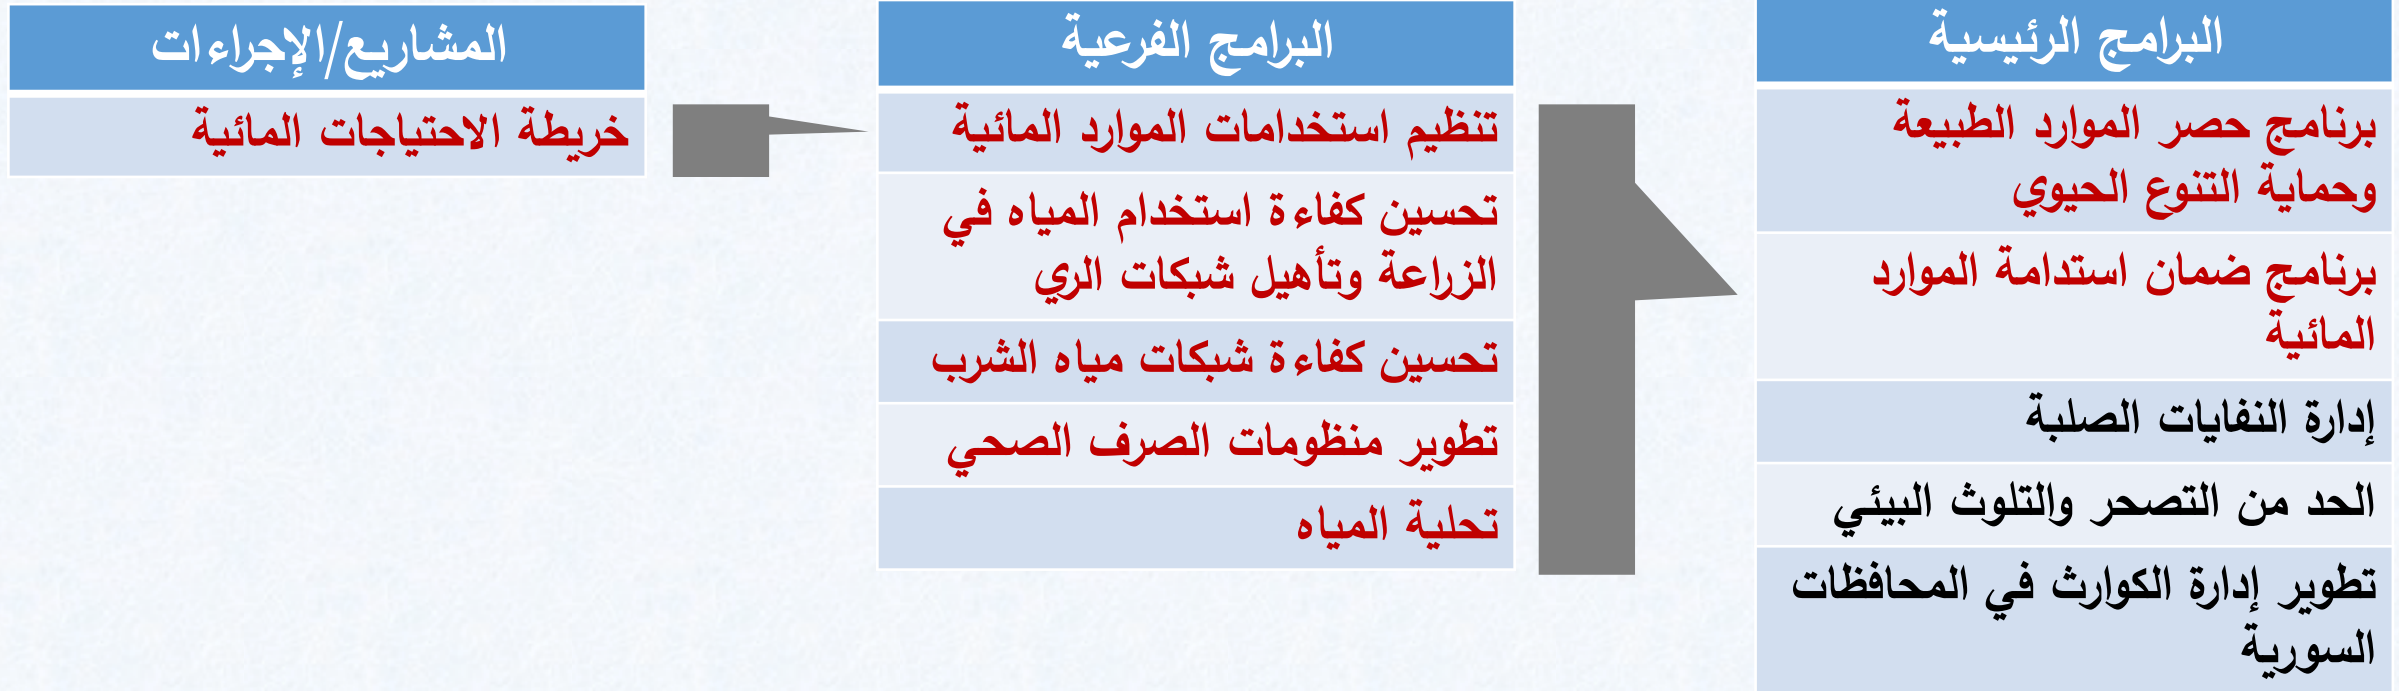 البرامج الرئيسية
برنامج حصر الموارد الطبيعة
وحماية التنوع الحيوي
برنامج ضمان استدامة الموارد
المائية
إدارة النفايات الصلبة
الحد من التصحر والتلوث البيئي
تطوير إدارة الكوارث في المحافظات
السورية
البرامج الفرعية
تنظيم استخدامات الموارد المائية
تحسين كفاءة استخدام المياه في
الزراعة وتأهيل شبكات الري
تحسين كفاءة شبكات مياه الشرب
تطوير منظومات الصرف الصحي
تحلية المياه
المشاريع/الإجراءات
خريطة الاحتياجات المائية